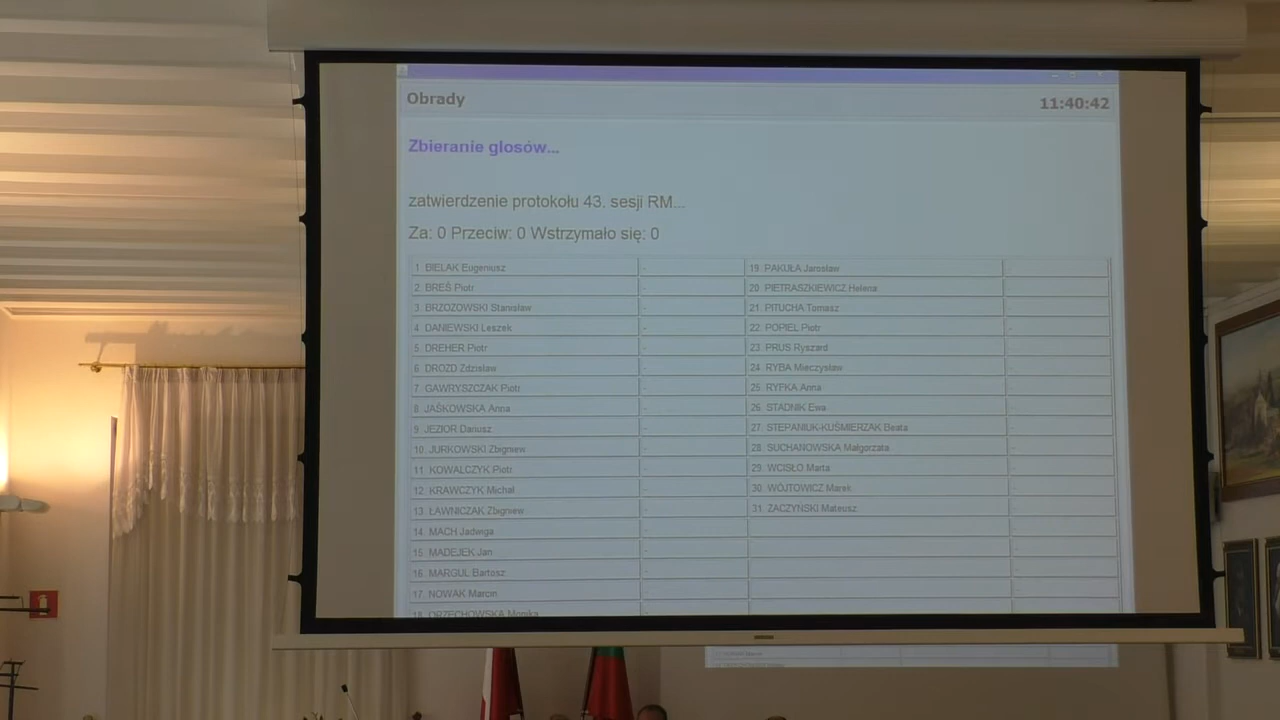 Obrady
11:40:42
Zbieranie głosów...
zatwierdzenie protokołu 43. sesji RM...
Za: 0 Przeciw: 0 Wstrzymało się: 0
1. BIELAK Eugeniusz -
2. BREŚ Piotr -
3. BRZOZOWSKI Stanisław -
4. DANIEWSKI Leszek -
5. DREHER Piotr -
6. DROZD Zdzisław -
7. GAWRYSZCZAK Piotr -
8. JAŚKOWSKA Anna -
9. JEZIOR Dariusz -
10. JURKOWSKI Zbigniew -
11. KOWALCZYK Piotr -
12. KRAWCZYK Michał -
13. ŁAWNICZAK Zbigniew -
14. MACH Jadwiga -
15. MADEJEK Jan -
16. MARGUL Bartosz -
17. NOWAK Marcin -
18. ORZECHOWSKA Monika -
19. PAKUŁA Jarosław -
20. PIETRASZKIEWICZ Helena -
21. PITUCHA Tomasz -
22. POPIEL Piotr -
23. PRUS Ryszard -
24. RYBA Mieczysław -
25. RYFKA Anna -
26. STADNIK Ewa -
27. STEPANIUK-KUŚMIERZAK Beata -
28. SUCHANOWSKA Małgorzata -
29. WCISŁO Marta -
30. WÓJTOWICZ Marek -
31. ZACZYŃSKI Mateusz -